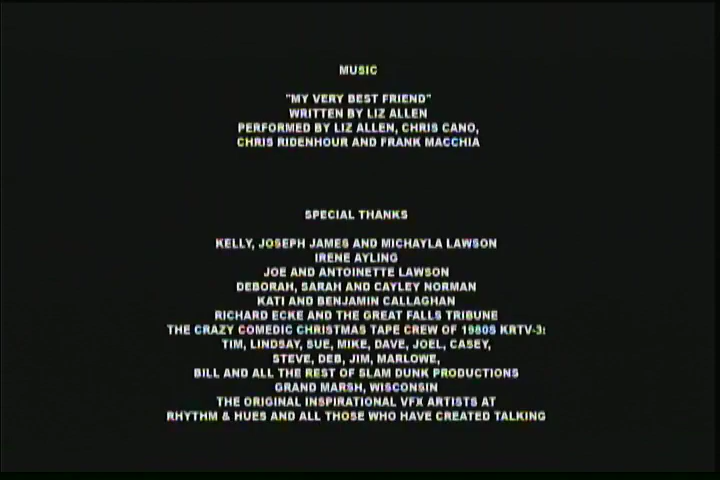 MUSIC
"MY VERY BEST FRIEND"
WRITTEN BY LIZ ALLEN
PERFORMED BY LIZ ALLEN, CHRIS CANO,
CHRIS RIDENHOUR AND FRANK MACCHIA
SPECIAL THANKS
KELLY, JOSEPH JAMES AND MICHAYLA LAWSON
IRENE AYLING
JOE AND ANTOINETTE LAWSON
DEBORAH, SARAH AND CAYLEY NORMAN
KATI AND BENJAMIN CALLAGHAN
RICHARD ECKE AND THE GREAT FALLS TRIBUNE
THE CRAZY COMEDIC CHRISTMAS TAPE CREW OF 1980S KRTV-3:
TIM, LINDSAY, SUE, MIKE, DAVE, JOEL, CASEY,
STEVE, DEB, JIM, MARLOWE,
BILL AND ALL THE REST OF SLAM DUNK PRODUCTIONS
GRAND MARSH, WISCONSIN
THE ORIGINAL INSPIRATIONAL VFX ARTISTS AT
RHYTHM & HUES AND ALL THOSE WHO HAVE CREATED TALKING